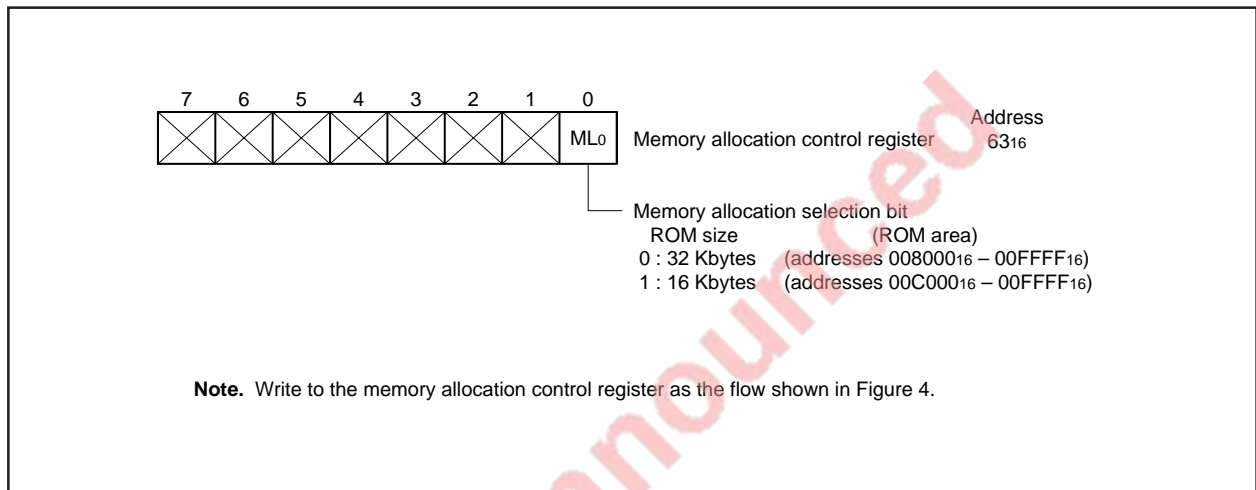 7 6 5 4 3 2 1 0
Address
ML0 Memory allocation control register 6316
Memory allocation selection bit
ROM size (ROM area)
0 : 32 Kbytes (addresses 00800016 – 00FFFF16)
1 : 16 Kbytes (addresses 00C00016 – 00FFFF16)
Note. Write to the memory allocation control register as the flow shown in Figure 4.
nounced